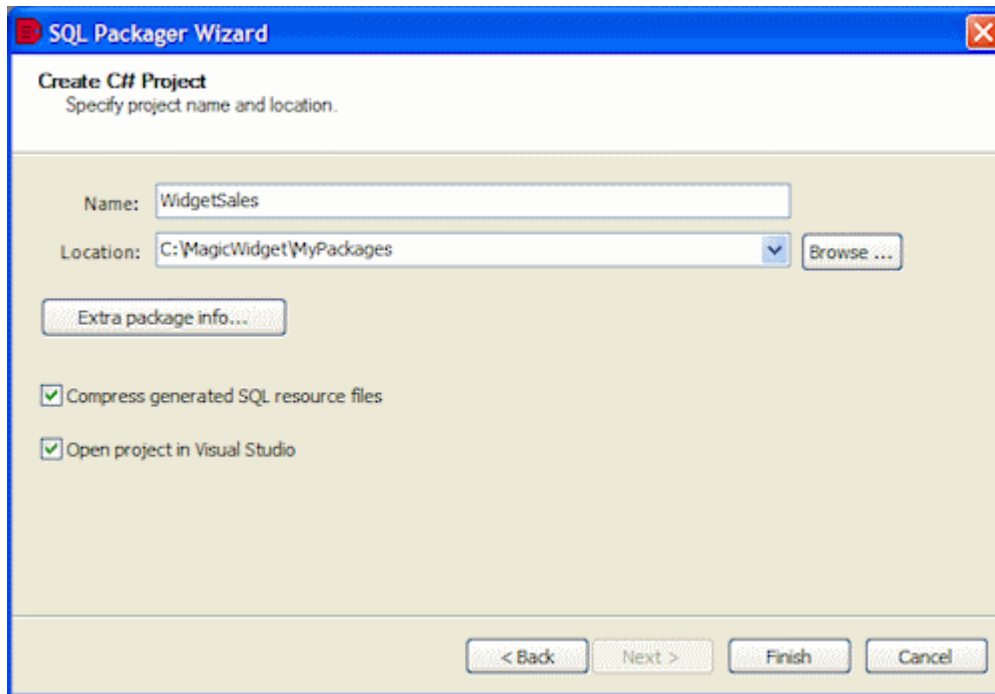 SQL Packager Wizard
Create C# Project
Specify project name and location.
Name: WidgetSales
Location: C:\MagicWidget\MyPackages Browse ...
Extra package info...
Compress generated SQL resource files
Open project in Visual Studio
< Back Next > Finish Cancel